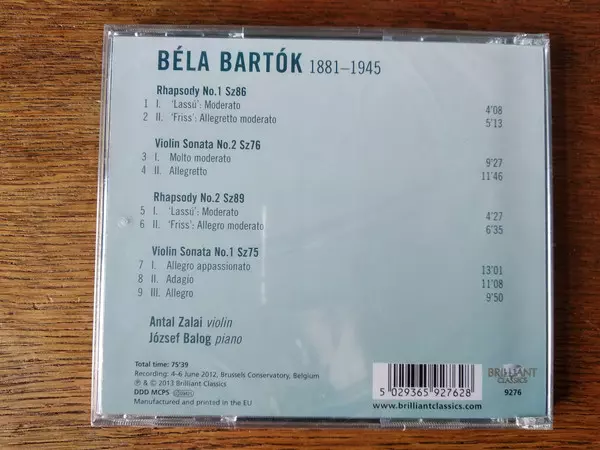 BÉLA BARTÓK 1881–1945
Rhapsody No.1 Sz86
1 I. ‘Lassú’: Moderato 4’08
2 II. ‘Friss’: Allegretto moderato 5’13
Violin Sonata No.2 Sz76
3 I. Molto moderato 9’27
4 II. Allegretto 11’46
Rhapsody No.2 Sz89
5 I. ‘Lassú’: Moderato 4’27
6 II. ‘Friss’: Allegro moderato 6’35
Violin Sonata No.1 Sz75
7 I. Allegro appassionato 13’01
8 II. Adagio 11’08
9 III. Allegro 9’50
Antal Zalai violin
József Balog piano
Total time: 75’39
Recording: 4–6 June 2012, Brussels Conservatory, Belgium
℗ & © 2013 Brilliant Classics
DDD MCPS
Manufactured and printed in the EU
5 029365 927628
www.brilliantclassics.com
BRILLIANT
CLASSICS
9276